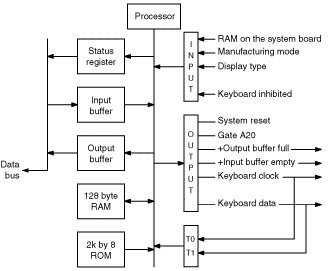 Processor
Status
register
Input
buffer
Output
buffer
Data
bus
128 byte
RAM
2k by 8
ROM
INPUT
RAM on the system board
Manufacturing mode
Display type
Keyboard inhibited
OUTPUT
System reset
Gate A20
+Output buffer full
+Input buffer empty
Keyboard clock
Keyboard data
T0
T1